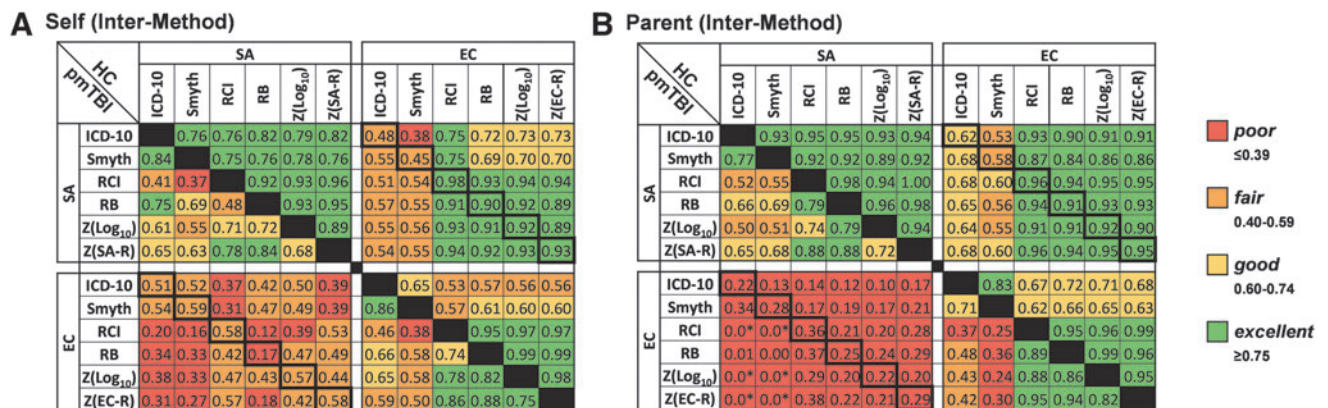 A Self (Inter-Method)
SA EC
HC
pmTBI
ICD-10 Smyth RCI RB Z(Log10) Z(SA-R) ICD-10 Smyth RCI RB Z(Log10) Z(EC-R)
SA
ICD-10 0.76 0.76 0.82 0.79 0.82 0.48 0.38 0.75 0.72 0.73 0.73
Smyth 0.84 0.75 0.76 0.78 0.76 0.55 0.45 0.75 0.69 0.70 0.70
RCI 0.41 0.37 0.92 0.93 0.96 0.51 0.54 0.98 0.93 0.94 0.94
RB 0.75 0.69 0.48 0.93 0.95 0.57 0.55 0.91 0.90 0.92 0.89
Z(Log10) 0.61 0.55 0.71 0.72 0.89 0.55 0.56 0.93 0.91 0.92 0.89
Z(SA-R) 0.65 0.63 0.78 0.84 0.68 0.54 0.55 0.94 0.92 0.93 0.93
EC
ICD-10 0.51 0.52 0.37 0.42 0.50 0.39 0.65 0.53 0.57 0.56 0.56
Smyth 0.54 0.59 0.31 0.47 0.49 0.39 0.86 0.57 0.61 0.60 0.60
RCI 0.20 0.16 0.58 0.12 0.39 0.53 0.46 0.38 0.95 0.97 0.97
RB 0.34 0.33 0.42 0.17 0.47 0.49 0.66 0.58 0.74 0.99 0.99
Z(Log10) 0.38 0.33 0.47 0.43 0.57 0.44 0.65 0.58 0.78 0.82 0.98
Z(EC-R) 0.31 0.27 0.57 0.18 0.42 0.58 0.59 0.50 0.86 0.88 0.75
B Parent (Inter-Method)
SA EC
HC
pmTBI
ICD-10 Smyth RCI RB Z(Log10) Z(SA-R) ICD-10 Smyth RCI RB Z(Log10) Z(EC-R)
SA
ICD-10 0.93 0.95 0.95 0.93 0.94 0.62 0.53 0.93 0.90 0.91 0.91
Smyth 0.77 0.92 0.92 0.89 0.92 0.68 0.58 0.87 0.84 0.86 0.86
RCI 0.52 0.55 0.98 0.94 1.00 0.68 0.60 0.96 0.94 0.95 0.95
RB 0.66 0.69 0.79 0.96 0.98 0.65 0.56 0.94 0.91 0.93 0.93
Z(Log10) 0.50 0.51 0.74 0.79 0.94 0.64 0.55 0.91 0.91 0.92 0.90
Z(SA-R) 0.65 0.68 0.88 0.88 0.72 0.68 0.60 0.96 0.94 0.95 0.95
EC
ICD-10 0.22 0.13 0.14 0.12 0.10 0.17 0.83 0.67 0.72 0.71 0.68
Smyth 0.34 0.28 0.17 0.19 0.17 0.21 0.71 0.62 0.66 0.65 0.63
RCI 0.0* 0.0* 0.36 0.21 0.20 0.28 0.37 0.25 0.95 0.96 0.99
RB 0.01 0.00 0.37 0.25 0.24 0.29 0.48 0.36 0.89 0.99 0.96
Z(Log10) 0.0* 0.0* 0.29 0.20 0.22 0.20 0.43 0.24 0.88 0.86 0.95
Z(EC-R) 0.0* 0.0* 0.38 0.22 0.21 0.29 0.42 0.30 0.95 0.94 0.82
poor
≤0.39
fair
0.40-0.59
good
0.60-0.74
excellent
≥0.75